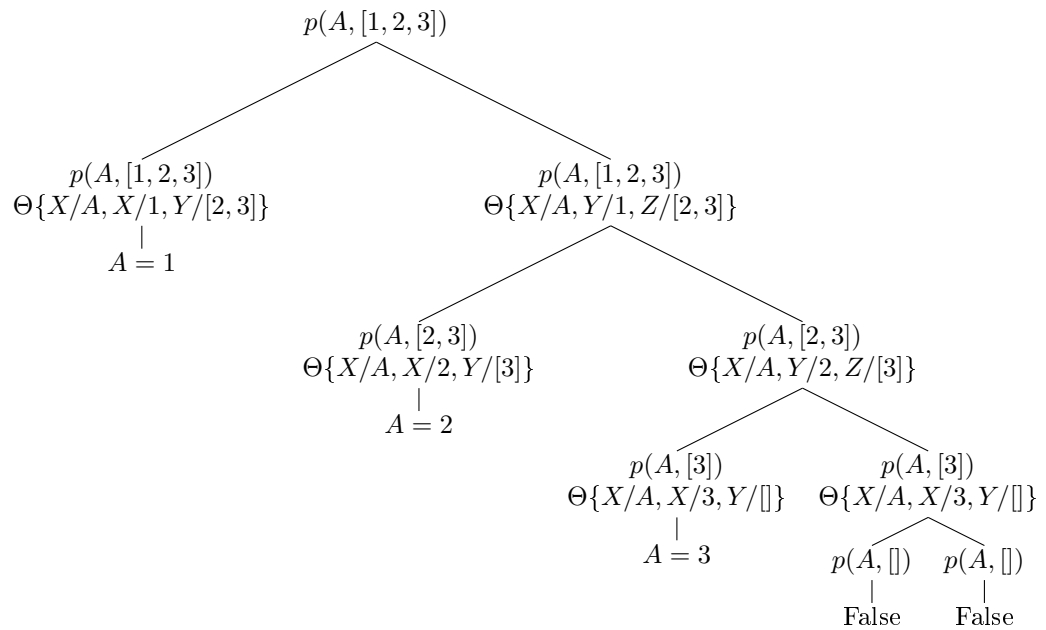 p(A, [1, 2, 3])
p(A, [1, 2, 3])
Θ{X/A, X/1, Y/[2, 3]}
A = 1
p(A, [1, 2, 3])
Θ{X/A, Y/1, Z/[2, 3]}
p(A, [2, 3])
Θ{X/A, X/2, Y/[3]}
A = 2
p(A, [2, 3])
Θ{X/A, Y/2, Z/[3]}
p(A, [3])
Θ{X/A, X/3, Y/[]}
A = 3
p(A, [3])
Θ{X/A, X/3, Y/[]}
p(A, [])
False
p(A, [])
False